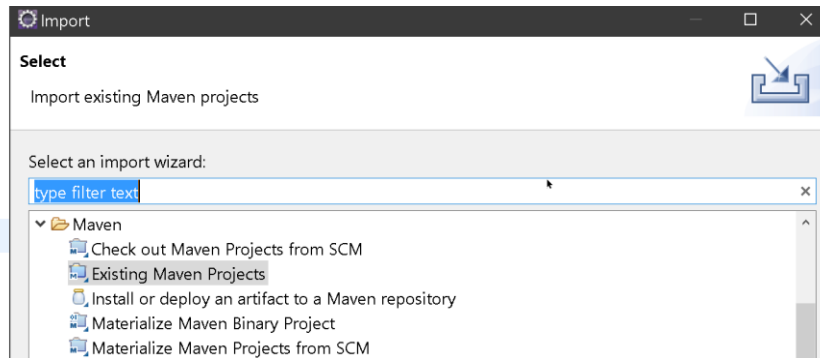 Import
Select
Import existing Maven projects
Select an import wizard:
type filter text
Maven
Check out Maven Projects from SCM
Existing Maven Projects
Install or deploy an artifact to a Maven repository
Materialize Maven Binary Project
Materialize Maven Projects from SCM